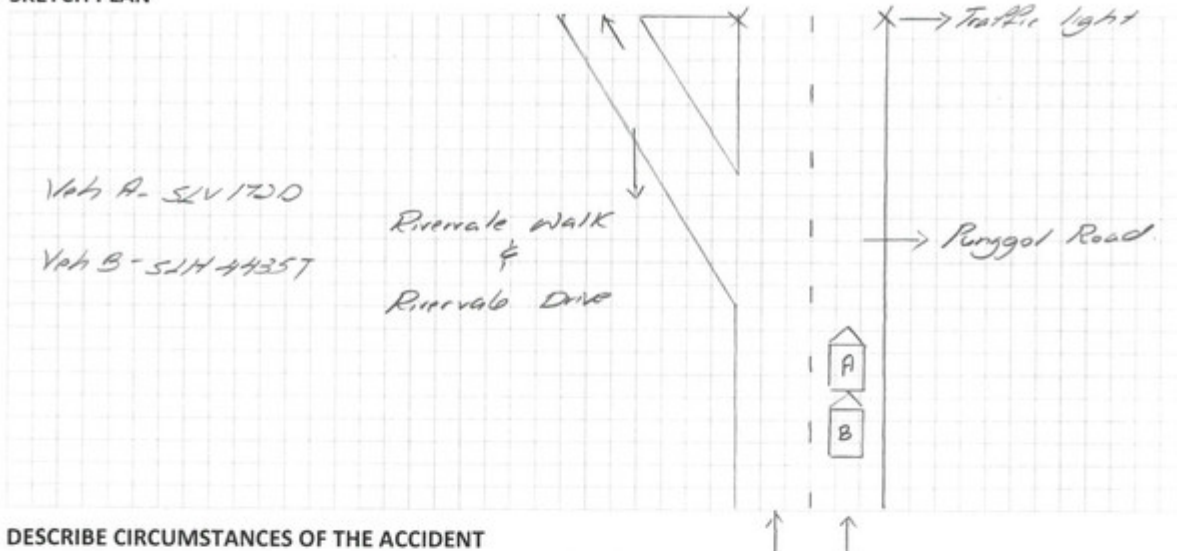 SKETCH PLAN
Traffic light
Veh A - SLV 172D
Rivervale Walk
&
Punggol Road
Veh B - SLH 4435T
Rivervale Drive
A
B
DESCRIBE CIRCUMSTANCES OF THE ACCIDENT